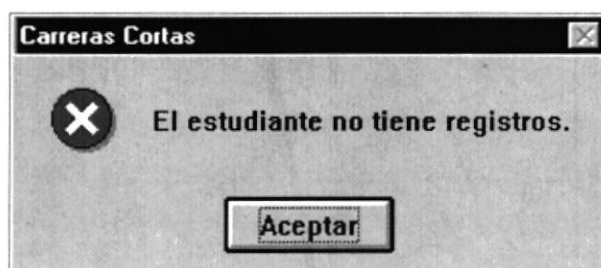 Carreras Cortas
El estudiante no tiene registros.
Aceptar